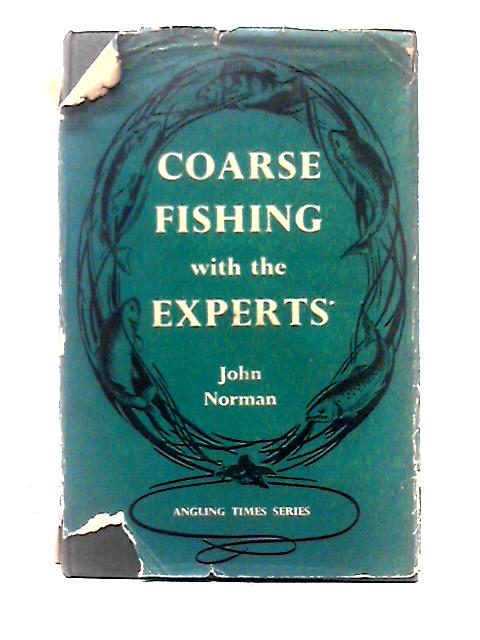 COARSE
FISHING
with the
EXPERTS
John
Norman
ANGLING TIMES SERIES